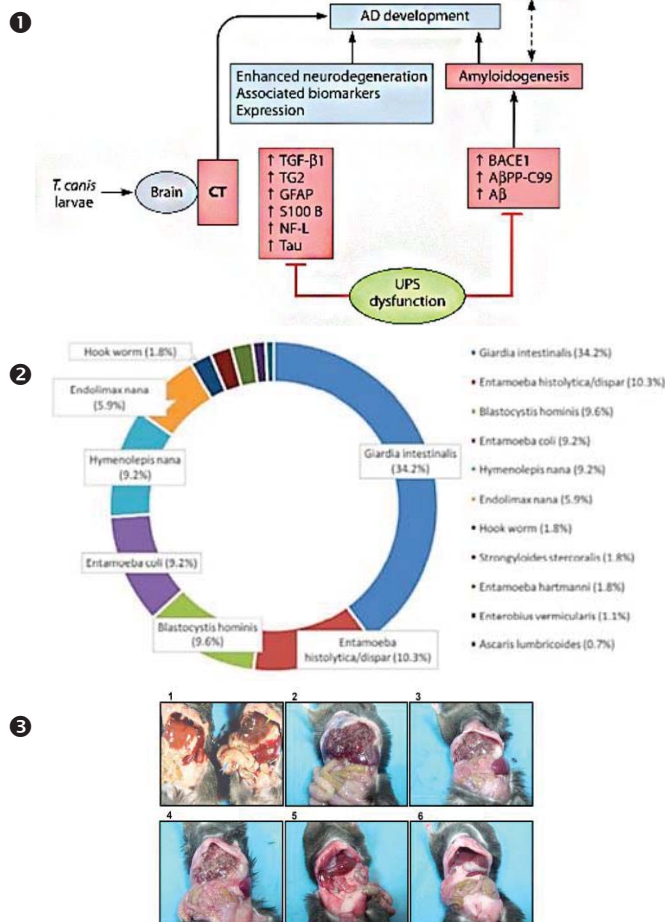 ❶
AD development
Enhanced neurodegeneration
Associated biomarkers
Expression
Amyloidogenesis
T. canis
larvae
Brain
CT
↑ TGF-β1
↑ TG2
↑ GFAP
↑ S100 B
↑ NF-L
↑ Tau
↑ BACE1
↑ AβPP-C99
↑ Aβ
UPS
dysfunction
❷
Hook worm (1.8%)
Endolimax nana
(5.9%)
Hymenolepis nana
(9.2%)
Entamoeba coli (9.2%)
Blastocystis hominis
(9.6%)
Entamoeba
histolytica/dispar (10.3%)
Giardia intestinalis
(34.2%)
Giardia intestinalis (34.2%)
Entamoeba histolytica/dispar (10.3%)
Blastocystis hominis (9.6%)
Entamoeba coli (9.2%)
Hymenolepis nana (9.2%)
Endolimax nana (5.9%)
Hook worm (1.8%)
Strongyloides stercoralis (1.8%)
Entamoeba hartmanni (1.8%)
Enterobius vermicularis (1.1%)
Ascaris lumbricoides (0.7%)
❸
1 2 3
4 5 6